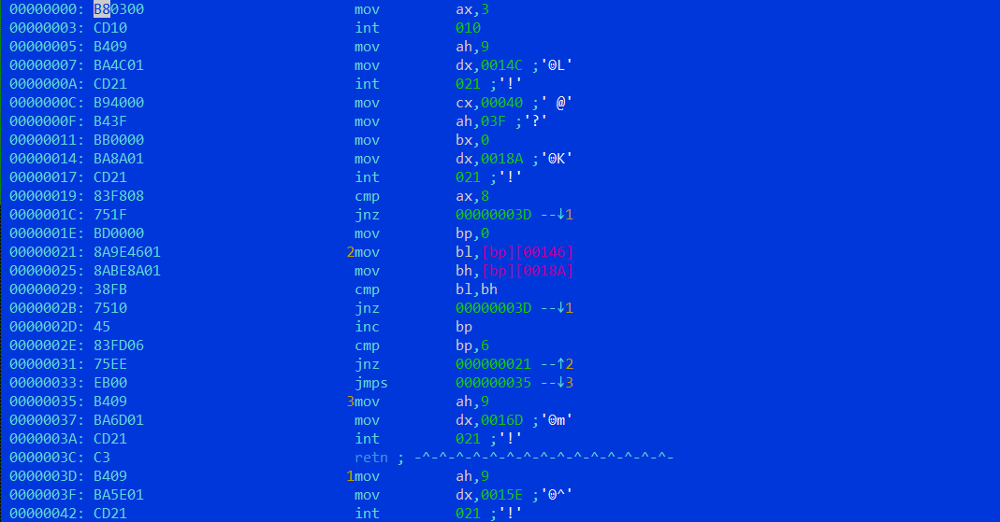 00000000: B80300 mov ax,3
00000003: CD10 int 010
00000005: B409 mov ah,9
00000007: BA4C01 mov dx,0014C ;'☺L'
0000000A: CD21 int 021 ;'!'
0000000C: B94000 mov cx,00040 ;' @'
0000000F: B43F mov ah,03F ;'?'
00000011: BB0000 mov bx,0
00000014: BA8A01 mov dx,0018A ;'☺K'
00000017: CD21 int 021 ;'!'
00000019: 83F808 cmp ax,8
0000001C: 751F jnz 00000003D --↓1
0000001E: BD0000 mov bp,0
00000021: 8A9E4601 2mov bl,[bp][00146]
00000025: 8ABE8A01 mov bh,[bp][0018A]
00000029: 38FB cmp bl,bh
0000002B: 7510 jnz 00000003D --↓1
0000002D: 45 inc bp
0000002E: 83FD06 cmp bp,6
00000031: 75EE jnz 000000021 --↑2
00000033: EB00 jmps 000000035 --↓3
00000035: B409 3mov ah,9
00000037: BA6D01 mov dx,0016D ;'☺m'
0000003A: CD21 int 021 ;'!'
0000003C: C3 retn ; -^-^-^-^-^-^-^-^-^-^-^-^-^-^-^-
0000003D: B409 1mov ah,9
0000003F: BA5E01 mov dx,0015E ;'☺^'
00000042: CD21 int 021 ;'!'